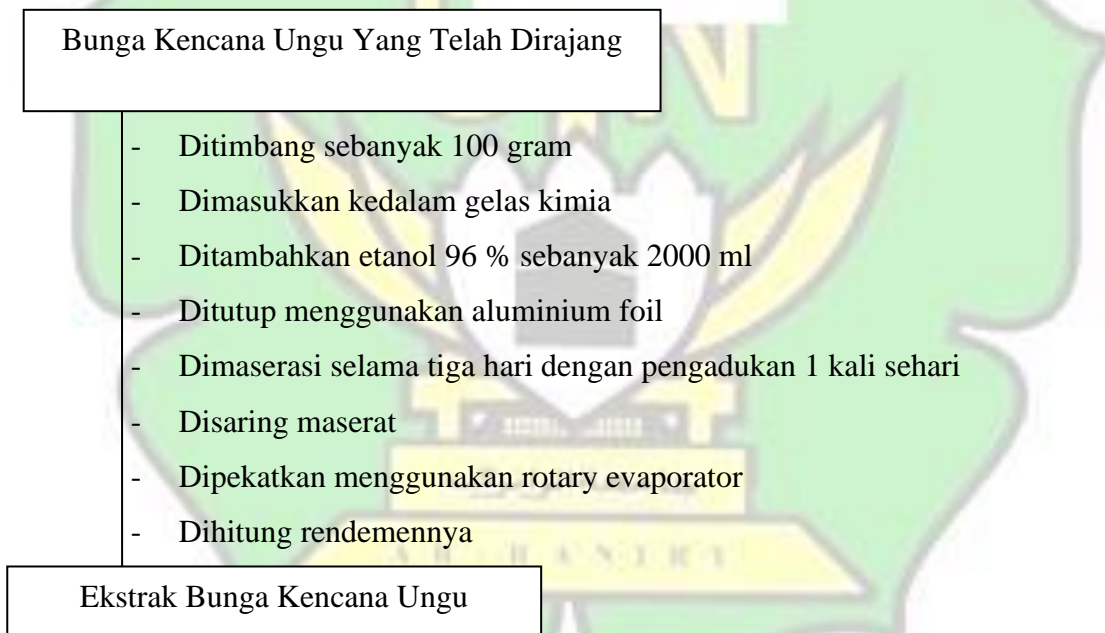 Bunga Kencana Ungu Yang Telah Dirajang
- Ditimbang sebanyak 100 gram
- Dimasukkan kedalam gelas kimia
- Ditambahkan etanol 96 % sebanyak 2000 ml
- Ditutup menggunakan aluminium foil
- Dimaserasi selama tiga hari dengan pengadukan 1 kali sehari
- Disaring maserat
- Dipekatkan menggunakan rotary evaporator
- Dihitung rendemennya
A R - R A N I R Y
Ekstrak Bunga Kencana Ungu